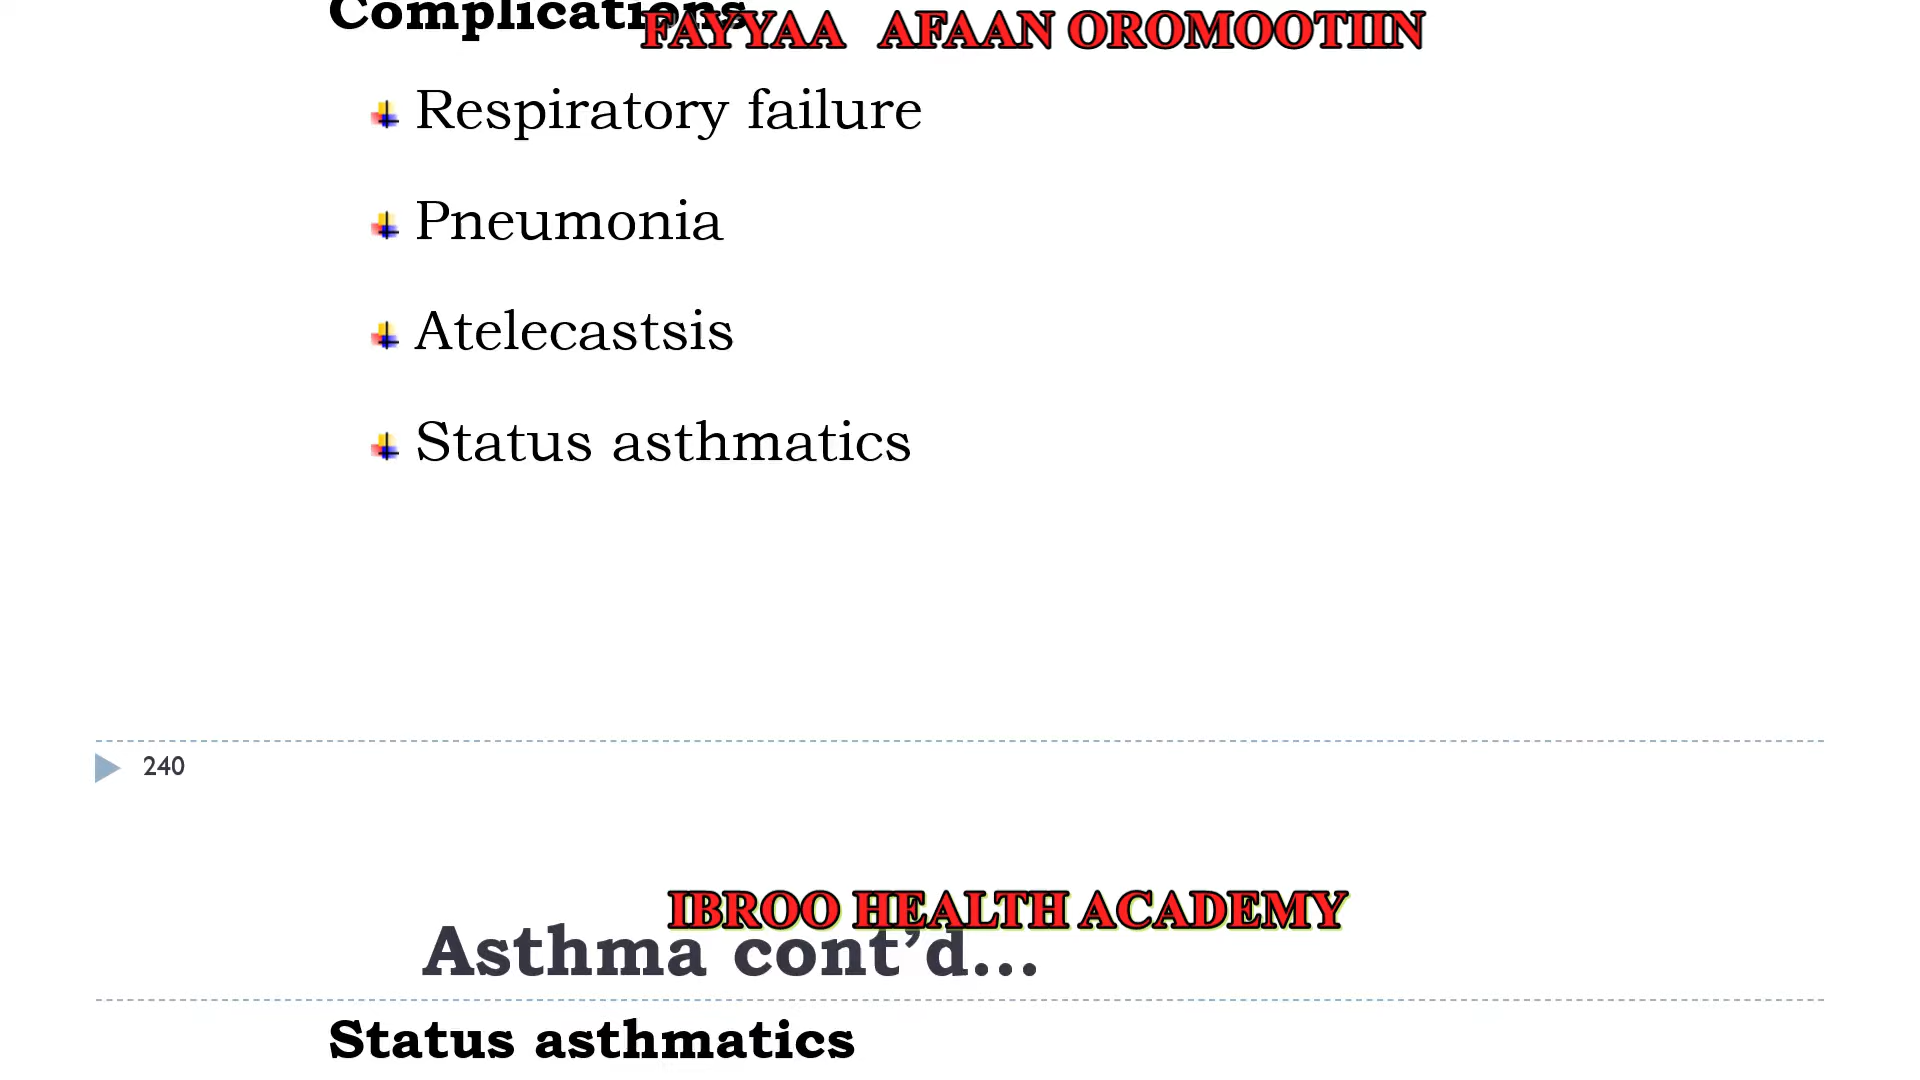 Complications
FAYYAA AFAAN OROMOOTIIN
Respiratory failure
Pneumonia
Atelecastsis
Status asthmatics
240
IBROO HEALTH ACADEMY
Asthma cont’d…
Status asthmatics